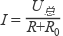 I = U总 / (R+R₀)